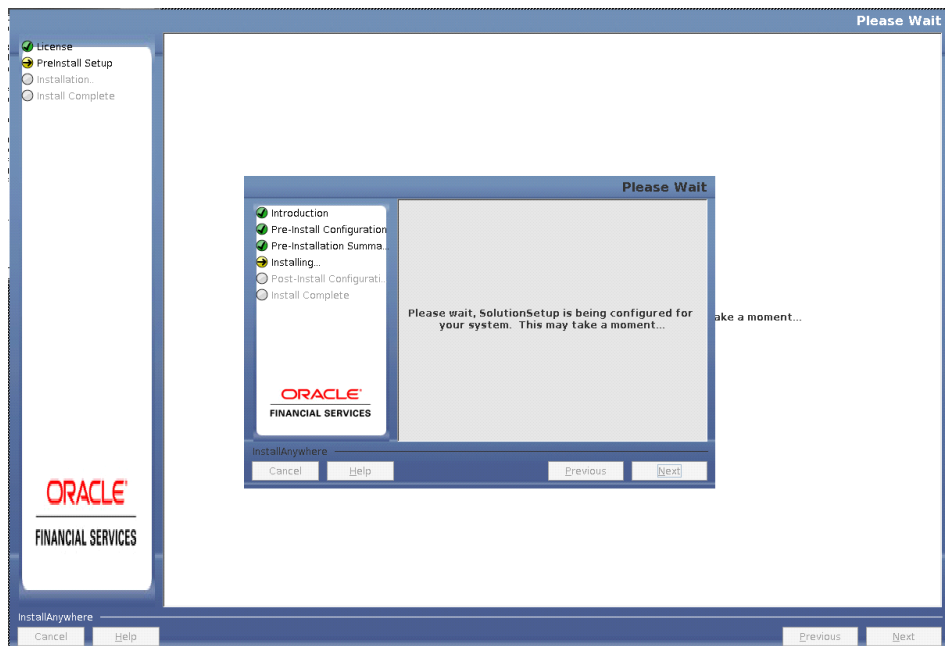 Please Wait
License
PreInstall Setup
Installation..
Install Complete
Please Wait
Introduction
Pre-Install Configuration
Pre-Installation Summa..
Installing...
Post-Install Configurati..
Install Complete
Please wait, SolutionSetup is being configured for
your system. This may take a moment...
ake a moment...
ORACLE
FINANCIAL SERVICES
InstallAnywhere
Cancel
Help
Previous
Next
ORACLE
FINANCIAL SERVICES
InstallAnywhere
Cancel
Help
Previous
Next